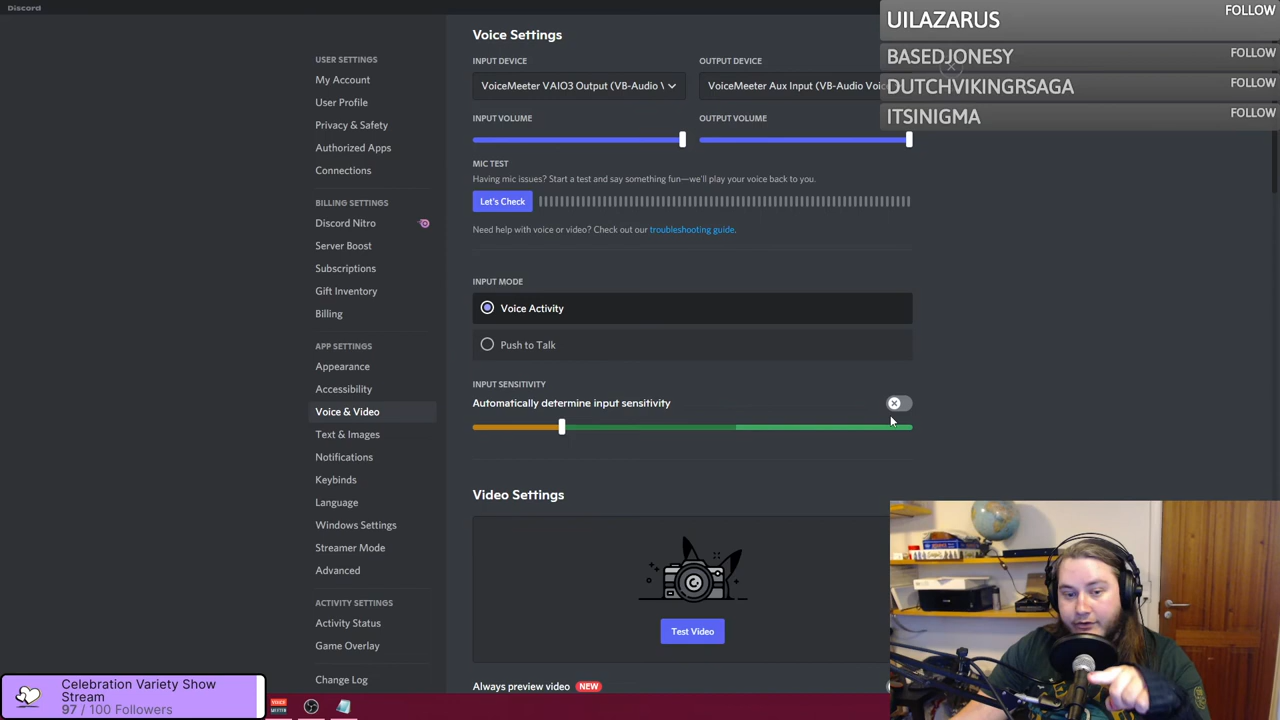 Discord
USER SETTINGS
My Account
User Profile
Privacy & Safety
Authorized Apps
Connections
BILLING SETTINGS
Discord Nitro
Server Boost
Subscriptions
Gift Inventory
Billing
APP SETTINGS
Appearance
Accessibility
Voice & Video
Text & Images
Notifications
Keybinds
Language
Windows Settings
Streamer Mode
Advanced
ACTIVITY SETTINGS
Activity Status
Game Overlay
Change Log
Voice Settings
INPUT DEVICE
VoiceMeeter VAIO3 Output (VB-Audio \
OUTPUT DEVICE
VoiceMeeter Aux Input (VB-Audio Voi
INPUT VOLUME
OUTPUT VOLUME
MIC TEST
Having mic issues? Start a test and say something fun—we'll play your voice back to you.
Let's Check
Need help with voice or video? Check out our troubleshooting guide.
INPUT MODE
Voice Activity
Push to Talk
INPUT SENSITIVITY
Automatically determine input sensitivity
Video Settings
Test Video
Always preview video NEW
UILAZARUS FOLLOW
BASEDJONESY FOLLOW
DUTCHVIKINGRSAGA FOLLOW
ITSINIGMA FOLLOW
Celebration Variety Show
Stream
97 / 100 Followers
VOICE
MEETER